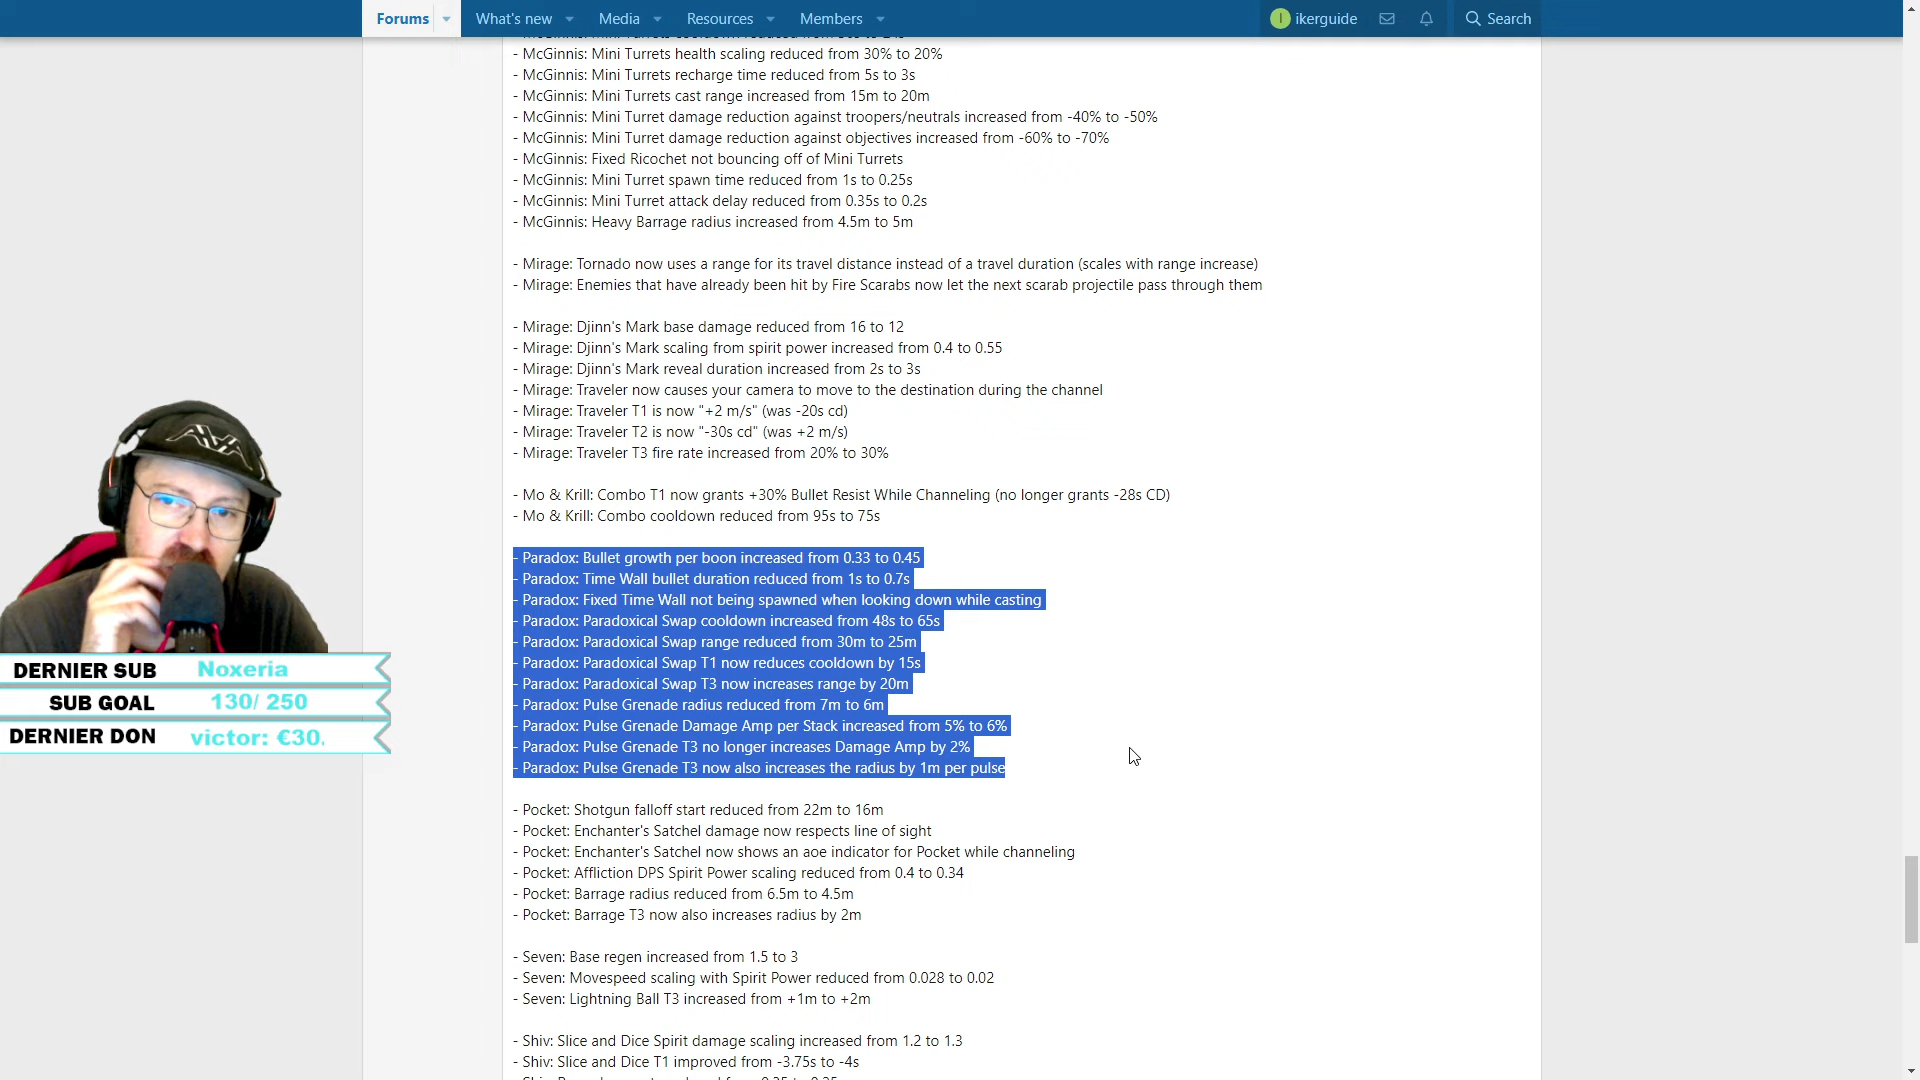 Forums
What's new
Media
Resources
Members
I
ikerguide
Search
- McGinnis: Mini Turrets health scaling reduced from 30% to 20%
- McGinnis: Mini Turrets recharge time reduced from 5s to 3s
- McGinnis: Mini Turrets cast range increased from 15m to 20m
- McGinnis: Mini Turret damage reduction against troopers/neutrals increased from -40% to -50%
- McGinnis: Mini Turret damage reduction against objectives increased from -60% to -70%
- McGinnis: Fixed Ricochet not bouncing off of Mini Turrets
- McGinnis: Mini Turret spawn time reduced from 1s to 0.25s
- McGinnis: Mini Turret attack delay reduced from 0.35s to 0.2s
- McGinnis: Heavy Barrage radius increased from 4.5m to 5m
- Mirage: Tornado now uses a range for its travel distance instead of a travel duration (scales with range increase)
- Mirage: Enemies that have already been hit by Fire Scarabs now let the next scarab projectile pass through them
- Mirage: Djinn's Mark base damage reduced from 16 to 12
- Mirage: Djinn's Mark scaling from spirit power increased from 0.4 to 0.55
- Mirage: Djinn's Mark reveal duration increased from 2s to 3s
- Mirage: Traveler now causes your camera to move to the destination during the channel
- Mirage: Traveler T1 is now "+2 m/s" (was -20s cd)
- Mirage: Traveler T2 is now "-30s cd" (was +2 m/s)
- Mirage: Traveler T3 fire rate increased from 20% to 30%
- Mo & Krill: Combo T1 now grants +30% Bullet Resist While Channeling (no longer grants -28s CD)
- Mo & Krill: Combo cooldown reduced from 95s to 75s
- Paradox: Bullet growth per boon increased from 0.33 to 0.45
- Paradox: Time Wall bullet duration reduced from 1s to 0.7s
- Paradox: Fixed Time Wall not being spawned when looking down while casting
- Paradox: Paradoxical Swap cooldown increased from 48s to 65s
- Paradox: Paradoxical Swap range reduced from 30m to 25m
- Paradox: Paradoxical Swap T1 now reduces cooldown by 15s
- Paradox: Paradoxical Swap T3 now increases range by 20m
- Paradox: Pulse Grenade radius reduced from 7m to 6m
- Paradox: Pulse Grenade Damage Amp per Stack increased from 5% to 6%
- Paradox: Pulse Grenade T3 no longer increases Damage Amp by 2%
- Paradox: Pulse Grenade T3 now also increases the radius by 1m per pulse
- Pocket: Shotgun falloff start reduced from 22m to 16m
- Pocket: Enchanter's Satchel damage now respects line of sight
- Pocket: Enchanter's Satchel now shows an aoe indicator for Pocket while channeling
- Pocket: Affliction DPS Spirit Power scaling reduced from 0.4 to 0.34
- Pocket: Barrage radius reduced from 6.5m to 4.5m
- Pocket: Barrage T3 now also increases radius by 2m
- Seven: Base regen increased from 1.5 to 3
- Seven: Movespeed scaling with Spirit Power reduced from 0.028 to 0.02
- Seven: Lightning Ball T3 increased from +1m to +2m
- Shiv: Slice and Dice Spirit damage scaling increased from 1.2 to 1.3
- Shiv: Slice and Dice T1 improved from -3.75s to -4s
DERNIER SUB Noxeria
SUB GOAL 130/ 250
DERNIER DON victor: €30.